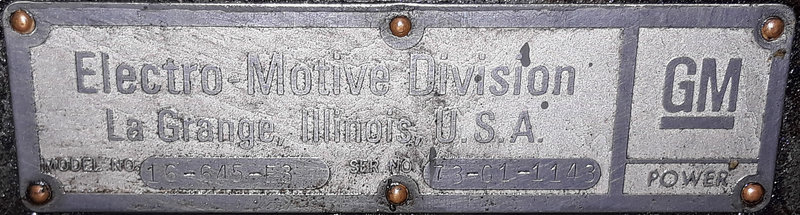 Electro-Motive Division
La Grange, Illinois, U.S.A.
MODEL NO. 16-645-E3 SER NO. 73-C1-1143
GM
POWER